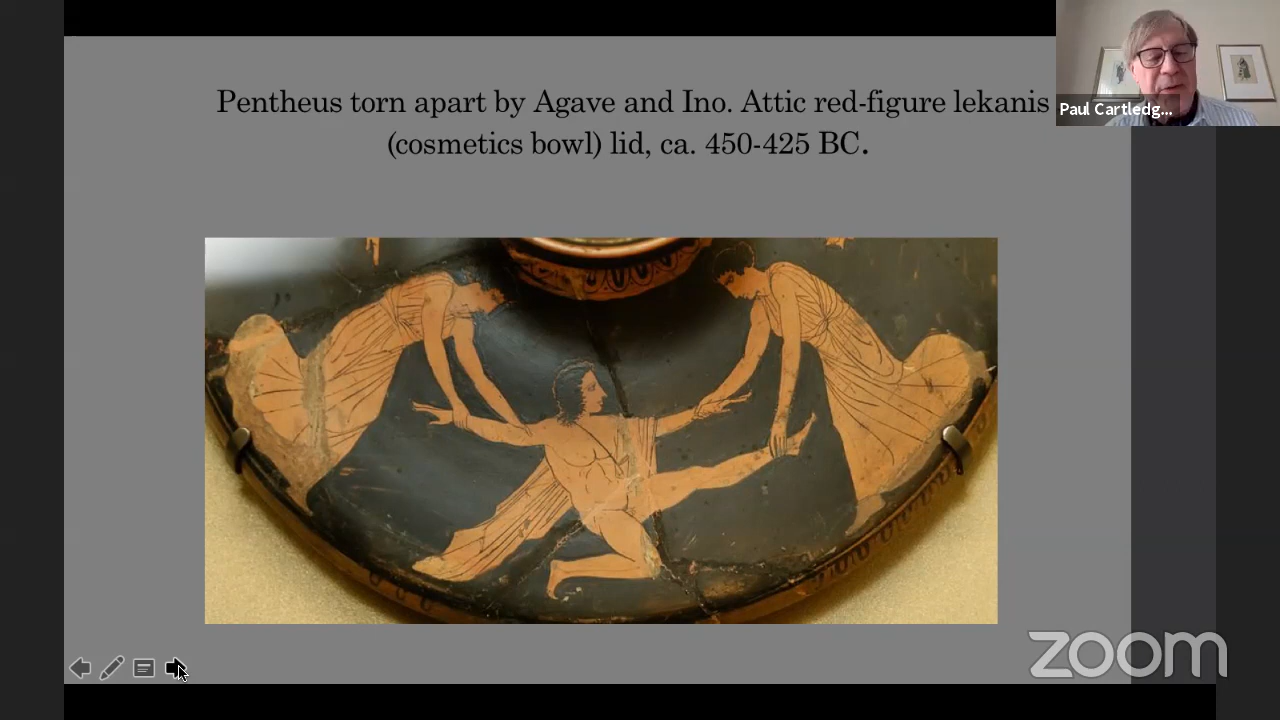 Pentheus torn apart by Agave and Ino. Attic red-figure lekanis
(cosmetics bowl) lid, ca. 450-425 BC.
Paul Cartledg...
zoom